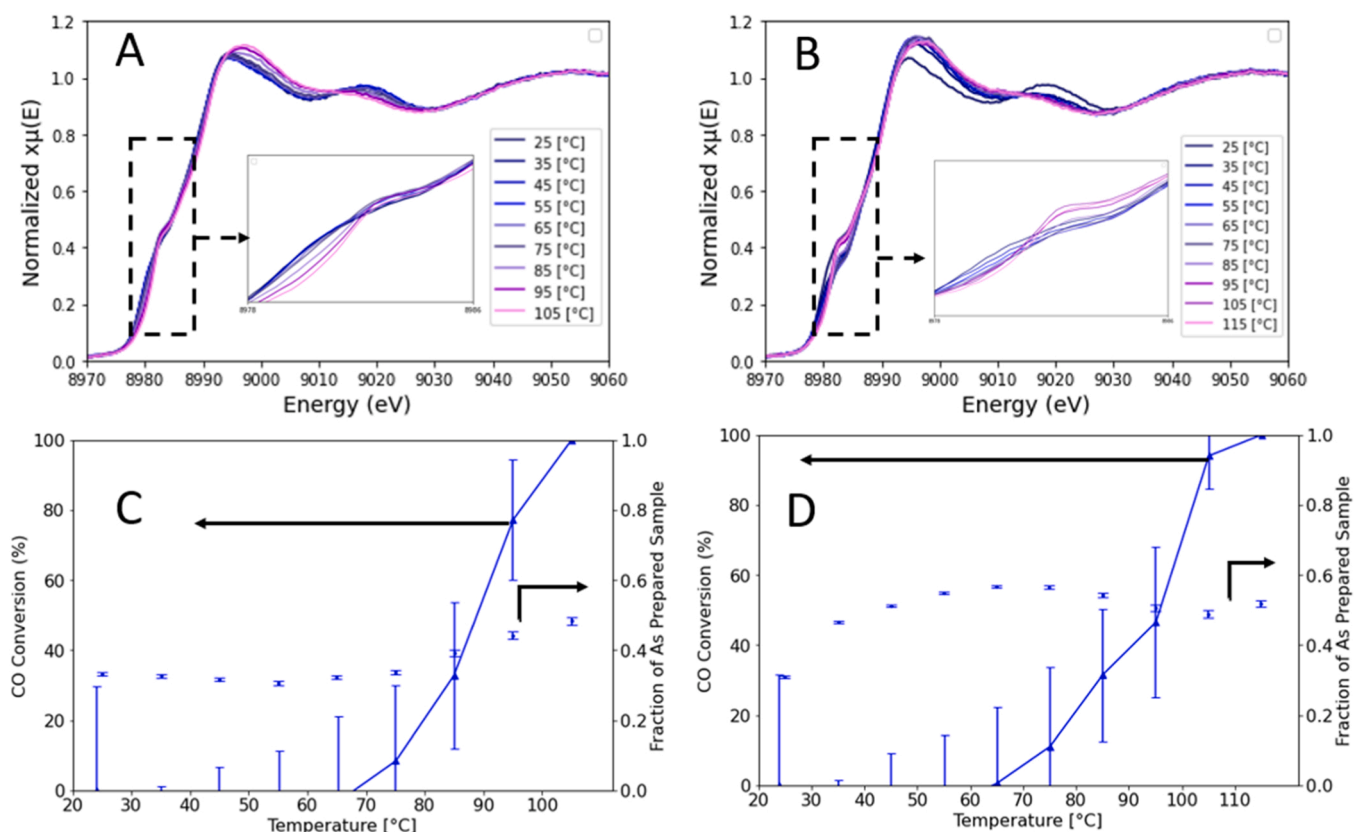 A
Normalized xμ(E)
1.2
1.0
0.8
0.6
0.4
0.2
0.0
25 [°C]
35 [°C]
45 [°C]
55 [°C]
65 [°C]
75 [°C]
85 [°C]
95 [°C]
105 [°C]
8978
8986
8970 8980 8990 9000 9010 9020 9030 9040 9050 9060
Energy (eV)
B
Normalized xμ(E)
1.2
1.0
0.8
0.6
0.4
0.2
0.0
25 [°C]
35 [°C]
45 [°C]
55 [°C]
65 [°C]
75 [°C]
85 [°C]
95 [°C]
105 [°C]
115 [°C]
8978
8986
8970 8980 8990 9000 9010 9020 9030 9040 9050 9060
Energy (eV)
C
CO Conversion (%)
100
80
60
40
20
0
1.0
0.8
0.6
0.4
0.2
0.0
Fraction of As Prepared Sample
20 30 40 50 60 70 80 90 100
Temperature [°C]
D
CO Conversion (%)
100
80
60
40
20
0
1.0
0.8
0.6
0.4
0.2
0.0
Fraction of As Prepared Sample
20 30 40 50 60 70 80 90 100 110
Temperature [°C]